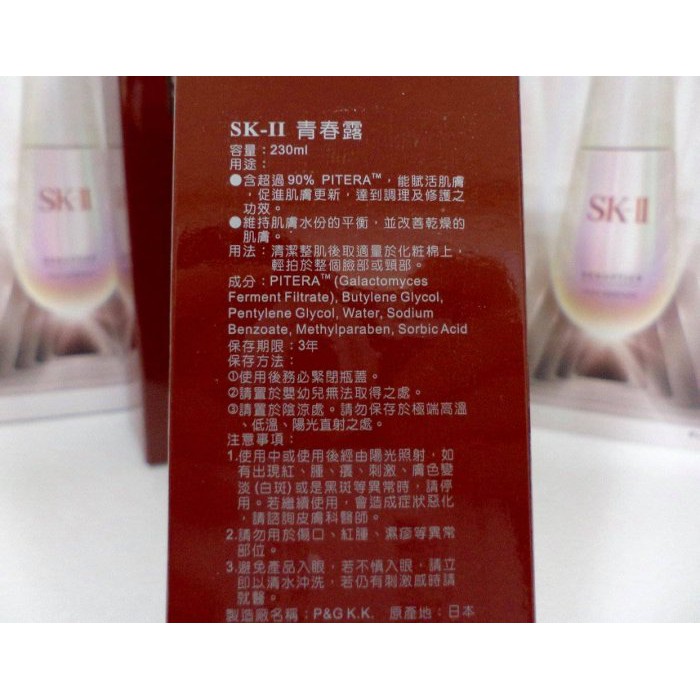 SK-II 青春露
容量：230ml
用途：
●含超過90% PITERA™，能賦活肌膚
，促進肌膚更新，達到調理及修護之
功效。
●維持肌膚水份的平衡，並改善乾燥的
肌膚。
用法：清潔整肌後取適量於化粧棉上，
輕拍於整個臉部或頸部。
成分：PITERA™ (Galactomyces
Ferment Filtrate), Butylene Glycol,
Pentylene Glycol, Water, Sodium
Benzoate, Methylparaben, Sorbic Acid
保存期限：3年
保存方法：
①使用後務必緊閉瓶蓋。
②請置於嬰幼兒無法取得之處。
③請置於陰涼處。請勿保存於極端高溫
、低溫、陽光直射之處。
注意事項：
1.使用中或使用後經由陽光照射，如
有出現紅、腫、癢、刺激、膚色變
淡(白斑)或是黑斑等異常時，請停
用。若繼續使用，會造成症狀惡化
，請諮詢皮膚科醫師。
2.請勿用於傷口、紅腫、濕疹等異常
部位。
3.避免產品入眼，若不慎入眼，請立
即以清水沖洗，若仍有刺激感時請
就醫。
製造廠名稱：P&G K.K. 原產地：日本
SK-II
SK-II